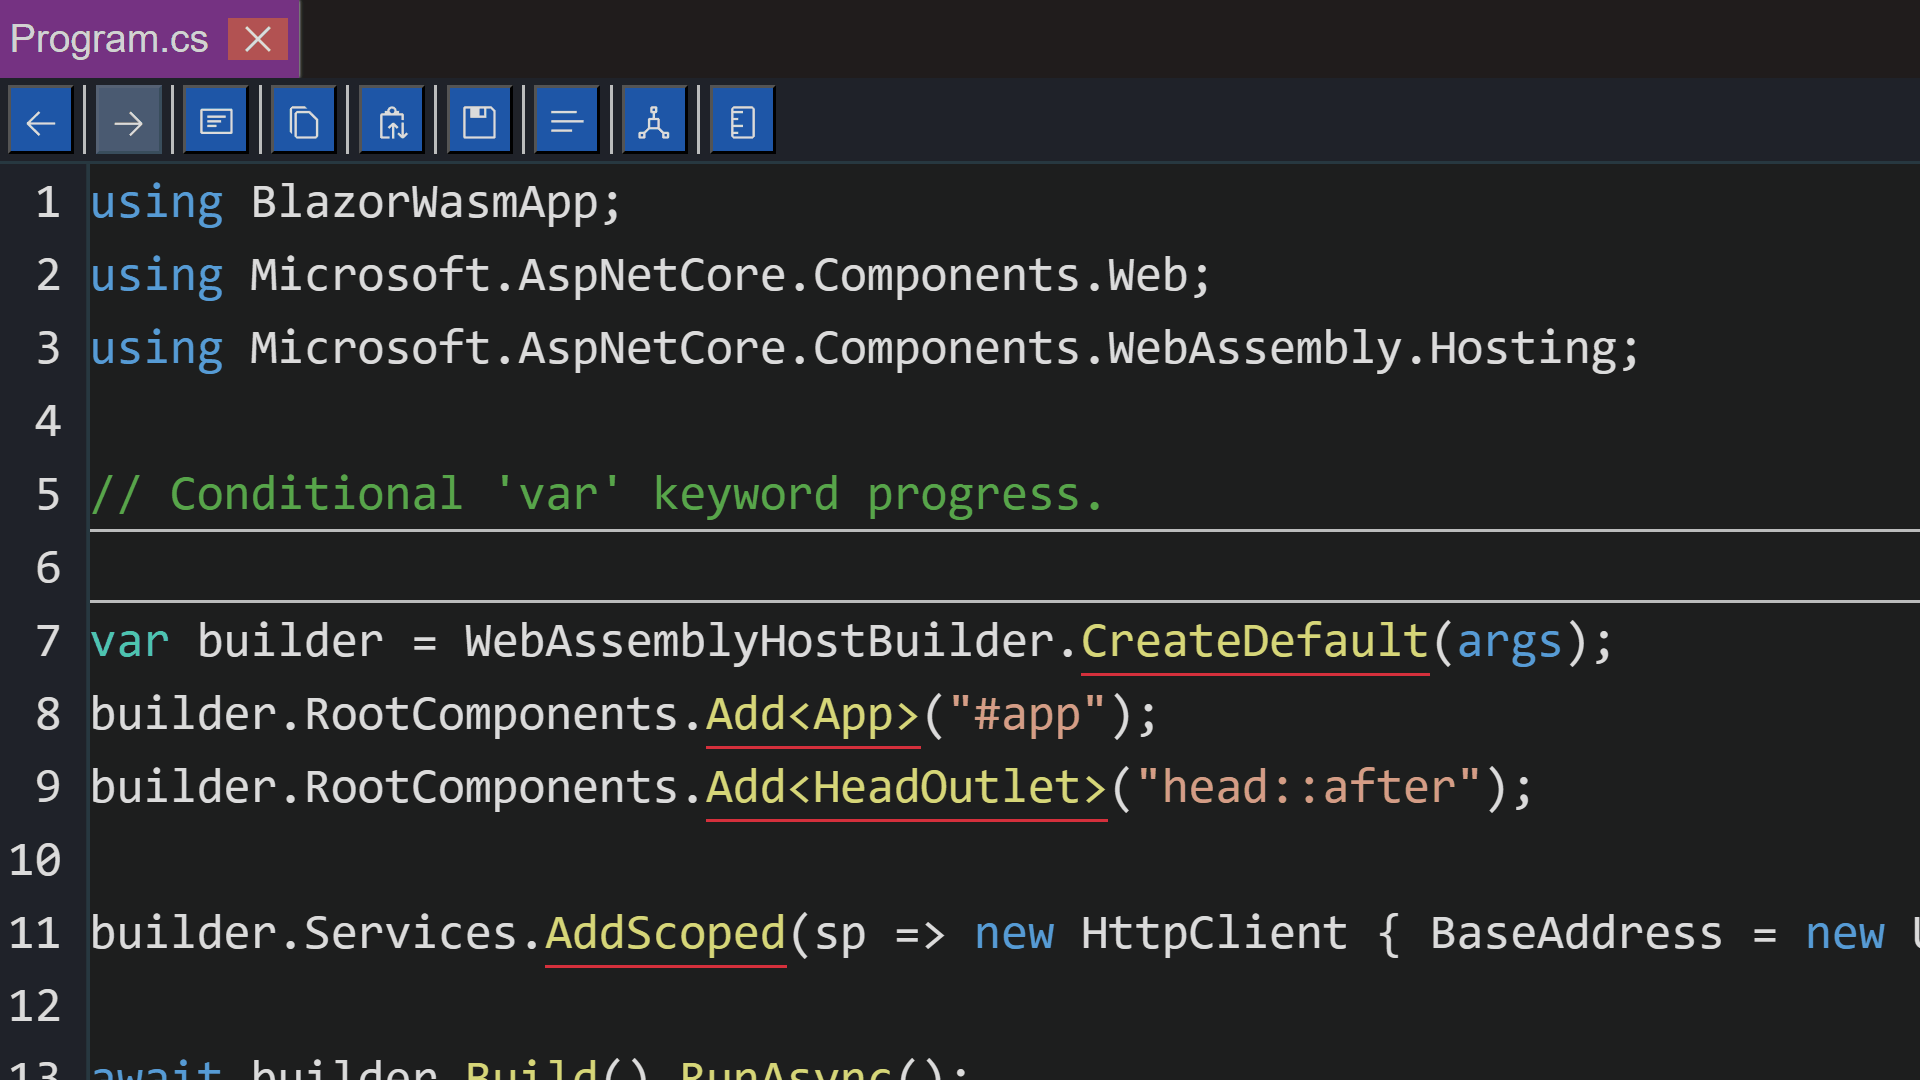 Program.cs
1 using BlazorWasmApp;
2 using Microsoft.AspNetCore.Components.Web;
3 using Microsoft.AspNetCore.Components.WebAssembly.Hosting;
4
5 // Conditional 'var' keyword progress.
6
7 var builder = WebAssemblyHostBuilder.CreateDefault(args);
8 builder.RootComponents.Add<App>("#app");
9 builder.RootComponents.Add<HeadOutlet>("head::after");
10
11 builder.Services.AddScoped(sp => new HttpClient { BaseAddress = new
12
13 await builder.Build().RunAsync();